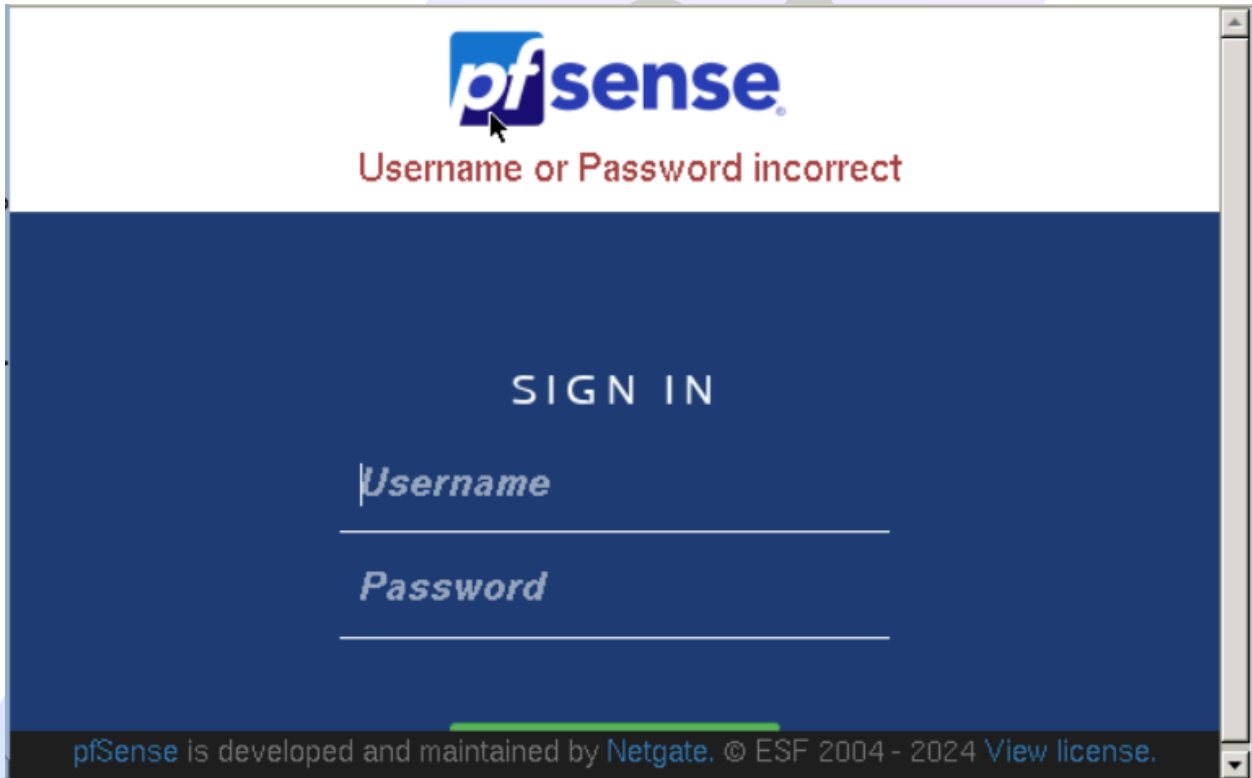 pfsense
Username or Password incorrect
SIGN IN
Username
Password
pfSense is developed and maintained by Netgate. © ESF 2004 - 2024 View license.